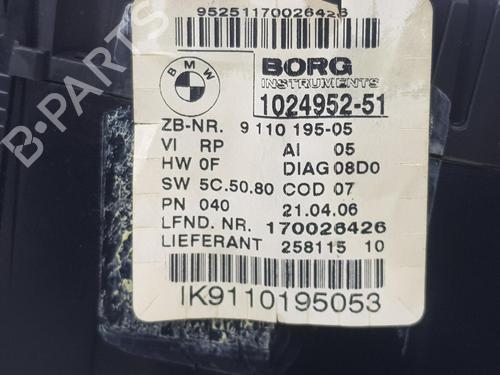 95251170026426
BMW
BORG
INSTRUMENTS
1024952-51
ZB-NR. 9 110 195-05
VI RP AI 05
HW 0F DIAG 08D0
SW 5C.50.80 COD 07
PN 040 21.04.06
LFND. NR. 170026426
LIEFERANT 258115 10
IK9110195053
B-PARTS